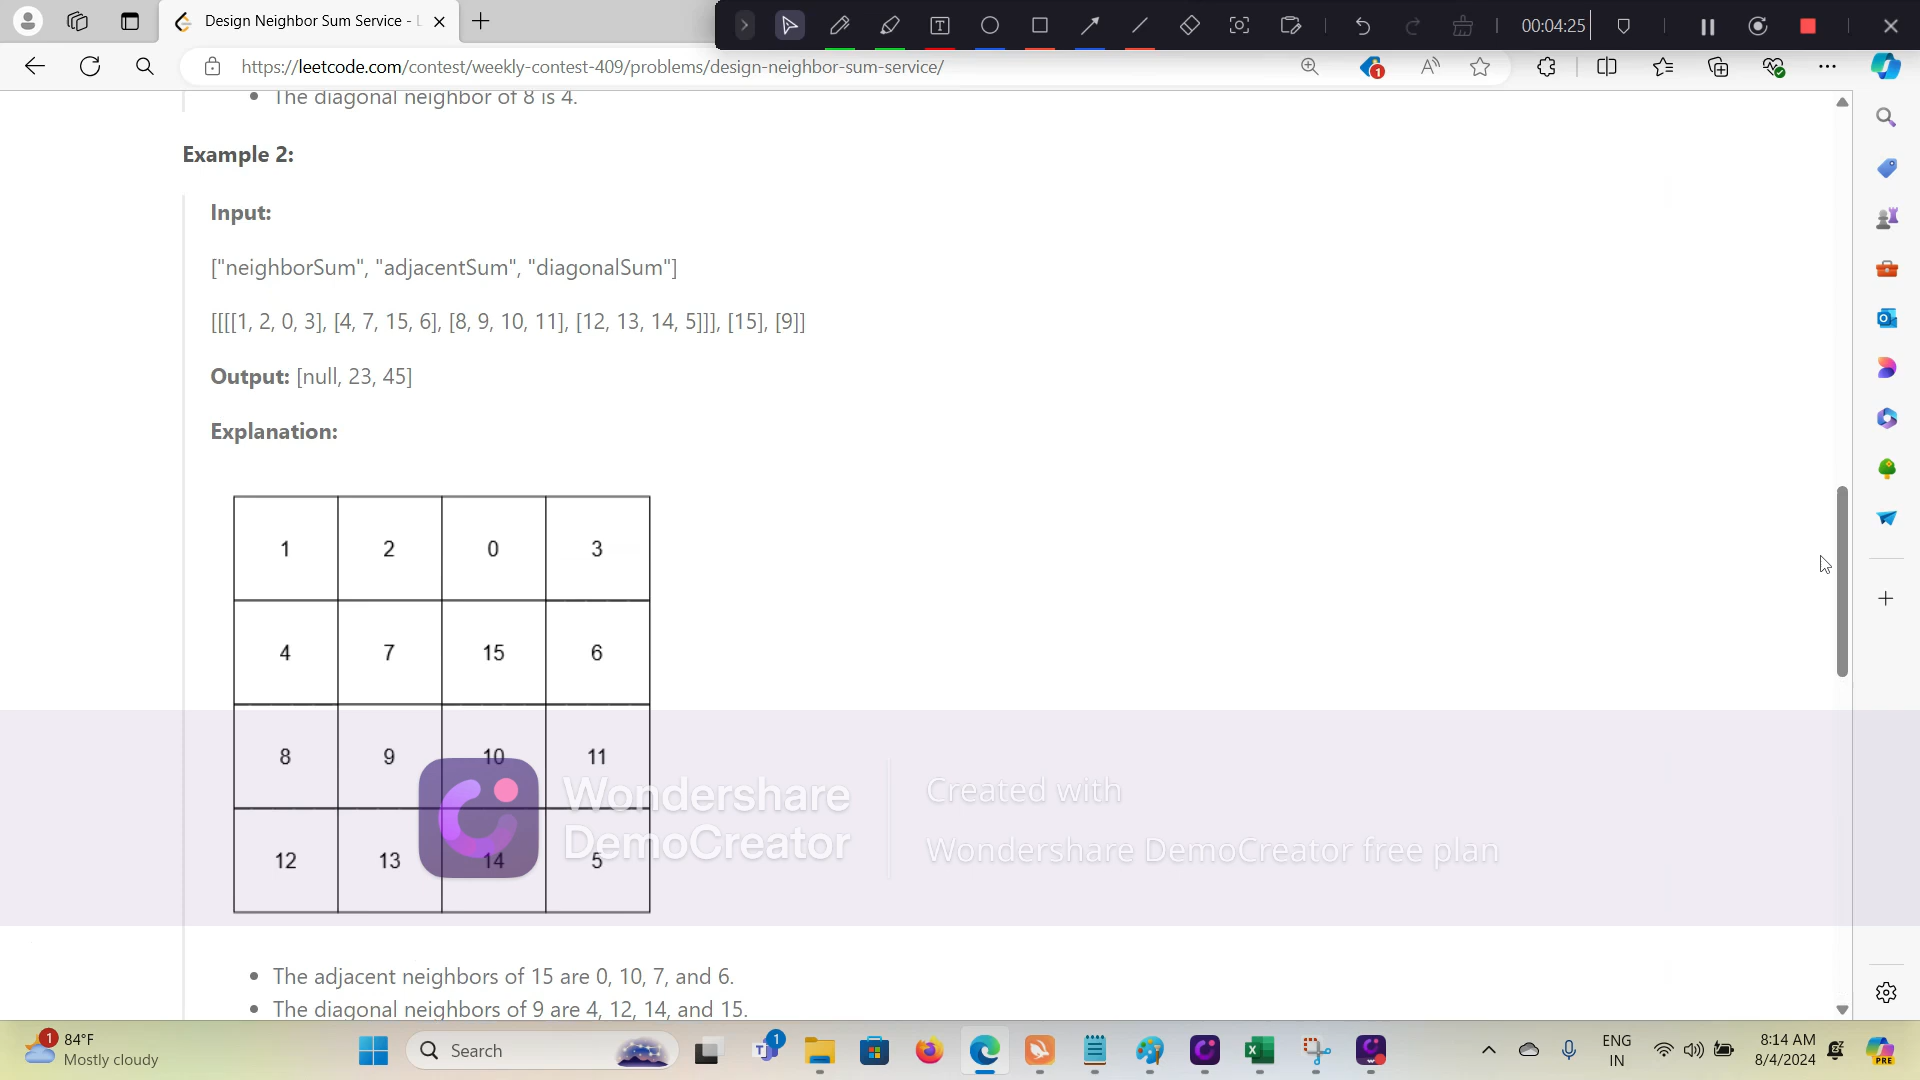 Design Neighbor Sum Service - L
00:04:25
https://leetcode.com/contest/weekly-contest-409/problems/design-neighbor-sum-service/
1
The diagonal neighbor of 8 is 4.
Example 2:
Input:
["neighborSum", "adjacentSum", "diagonalSum"]
[[[[1, 2, 0, 3], [4, 7, 15, 6], [8, 9, 10, 11], [12, 13, 14, 5]]], [15], [9]]
Output: [null, 23, 45]
Explanation:
1 2 0 3
4 7 15 6
8 9 10 11
12 13 14 5
Wondershare
DemoCreator
Created with
Wondershare DemoCreator free plan
The adjacent neighbors of 15 are 0, 10, 7, and 6.
The diagonal neighbors of 9 are 4, 12, 14, and 15.
1
84°F
Mostly cloudy
Search
1
ENG
IN
8:14 AM
8/4/2024
PRE